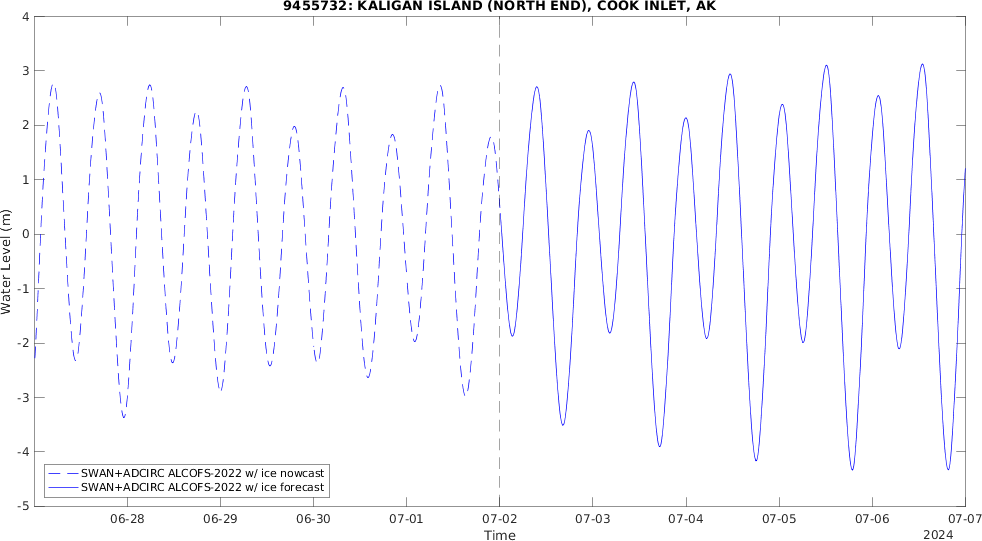 9455732: KALIGAN ISLAND (NORTH END), COOK INLET, AK
4
3
2
1
0
-1
-2
-3
-4
-5
Water Level (m)
SWAN+ADCIRC ALCOFS-2022 w/ ice nowcast
SWAN+ADCIRC ALCOFS-2022 w/ ice forecast
06-28 06-29 06-30 07-01 07-02 07-03 07-04 07-05 07-06 07-07
Time
2024